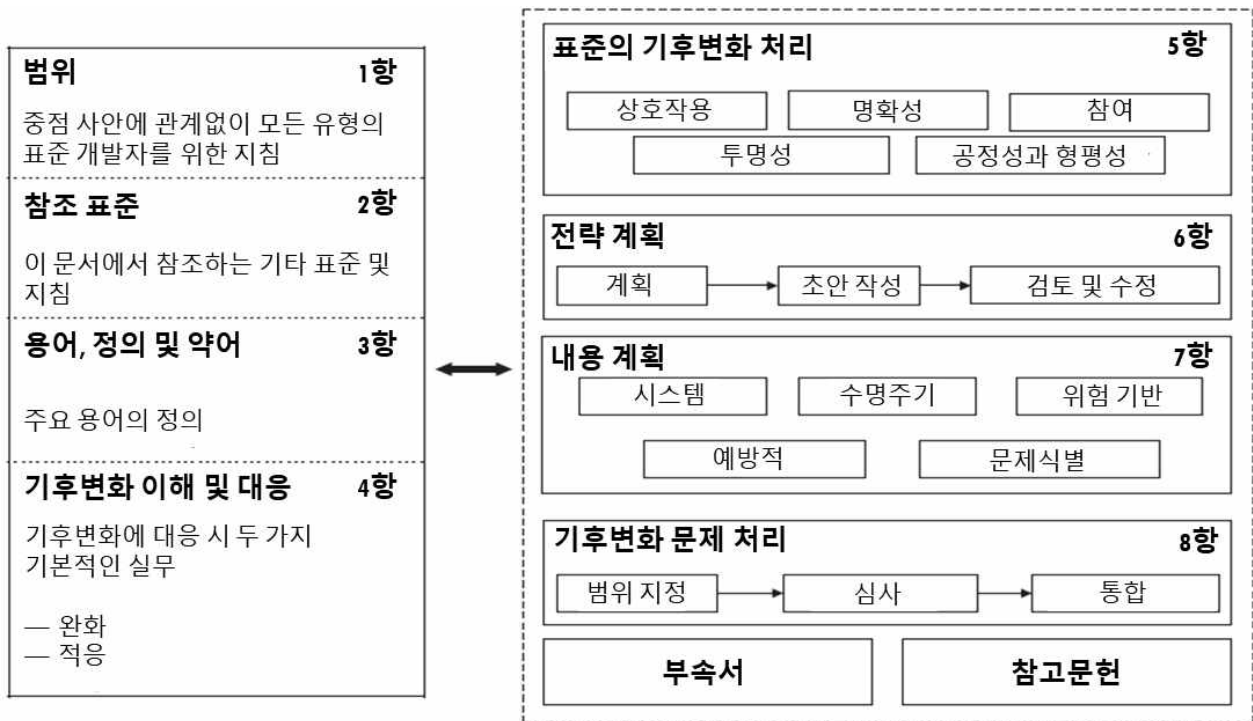 범위 1항
중점 사안에 관계없이 모든 유형의
표준 개발자를 위한 지침
참조 표준 2항
이 문서에서 참조하는 기타 표준 및
지침
용어, 정의 및 약어 3항
주요 용어의 정의
기후변화 이해 및 대응 4항
기후변화에 대응 시 두 가지
기본적인 실무
— 완화
— 적응
표준의 기후변화 처리 5항
상호작용 명확성 참여
투명성 공정성과 형평성
전략 계획 6항
계획 초안 작성 검토 및 수정
내용 계획 7항
시스템 수명주기 위험 기반
예방적 문제식별
기후변화 문제 처리 8항
범위 지정 심사 통합
부속서 참고문헌